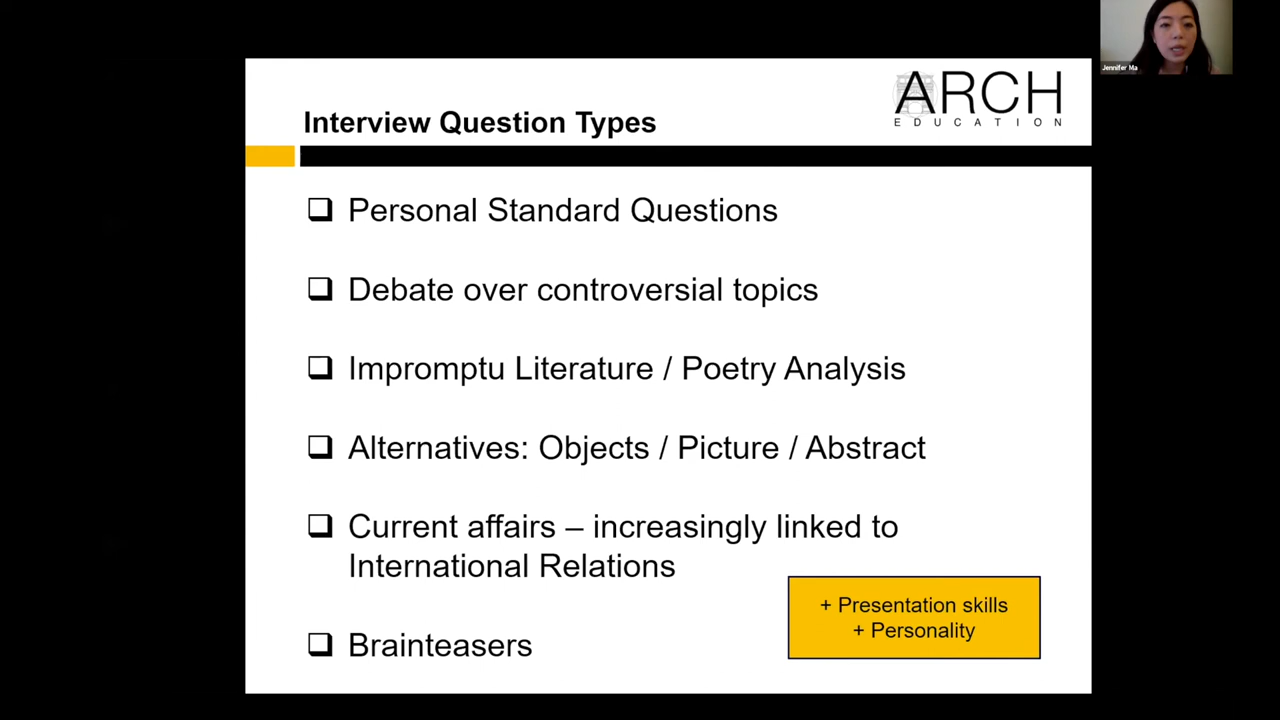 Jennifer Ma
ARCH
EDUCATION
Interview Question Types
❑ Personal Standard Questions
❑ Debate over controversial topics
❑ Impromptu Literature / Poetry Analysis
❑ Alternatives: Objects / Picture / Abstract
❑ Current affairs – increasingly linked to
International Relations
❑ Brainteasers
+ Presentation skills
+ Personality